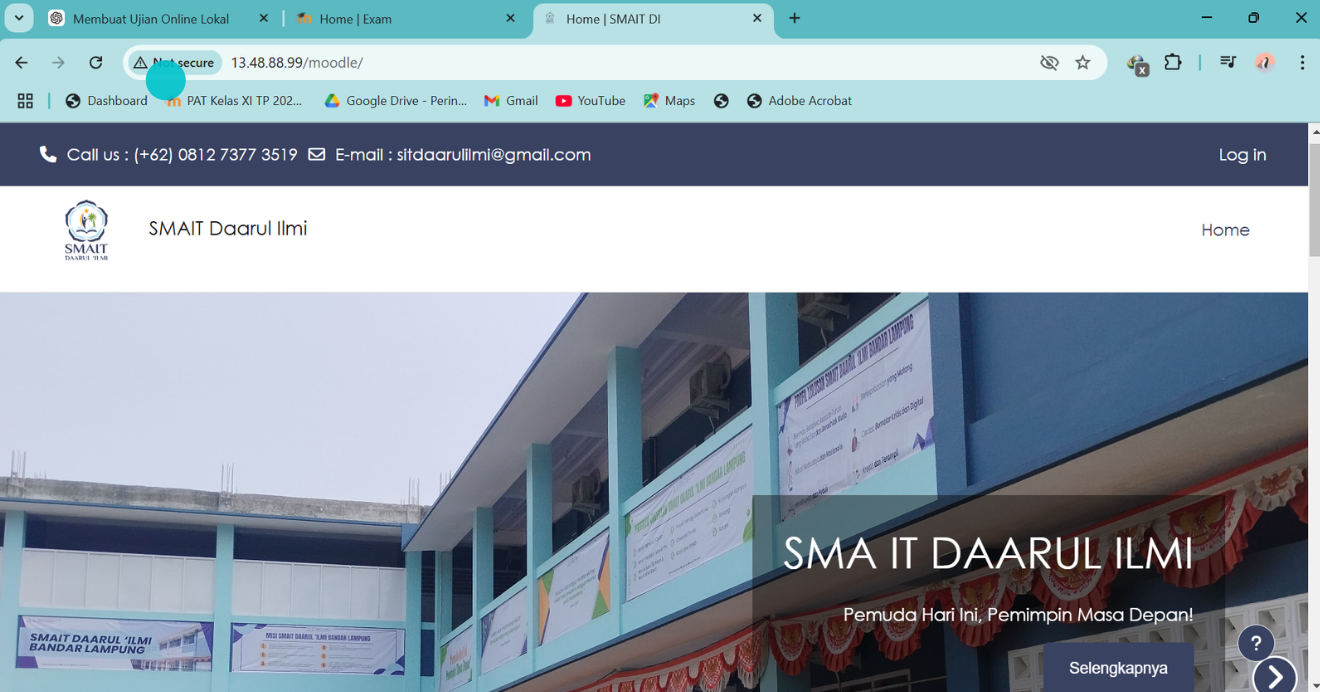 Membuat Ujian Online Lokal
Home | Exam
Home | SMAIT DI
Not secure
13.48.88.99/moodle/
Dashboard
PAT Kelas XI TP 202...
Google Drive - Perin...
Gmail
YouTube
Maps
Adobe Acrobat
Call us : (+62) 0812 7377 3519
E-mail : sitdaarulilmi@gmail.com
Log in
SMAIT
DAARUL 'ILMI
SMAIT Daarul Ilmi
Home
PROFIL LULUSAN SMAIT DAARUL 'ILMI BANDAR LAMPUNG
SMAIT DAARUL 'ILMI
BANDAR LAMPUNG
MISI SMAIT DAARUL 'ILMI BANDAR LAMPUNG
SMA IT DAARUL ILMI
Pemuda Hari Ini, Pemimpin Masa Depan!
Selengkapnya
?